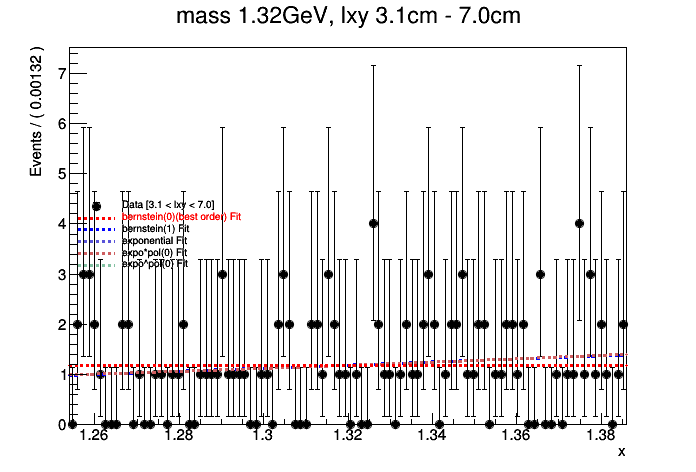 mass 1.32GeV, lxy 3.1cm - 7.0cm
Events / ( 0.00132 )
7
6
5
4
3
2
1
0
Data [3.1 < lxy < 7.0]
bernstein(0)(best order) Fit
bernstein(1) Fit
exponential Fit
expo*pol(0) Fit
expo^pol(0) Fit
1.26 1.28 1.3 1.32 1.34 1.36 1.38
x